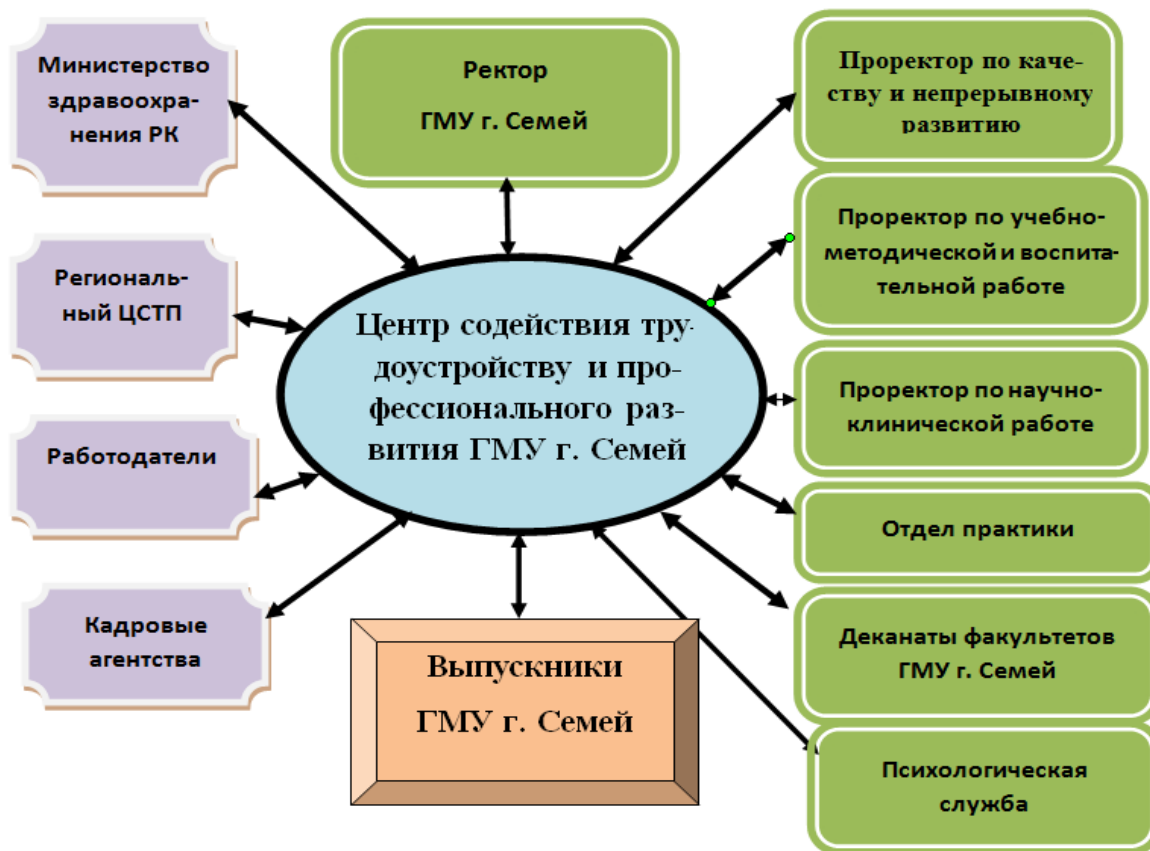 Министерство
здравоохра-
нения РК
Ректор
ГМУ г. Семей
Проректор по каче-
ству и непрерывному
развитию
Региональ-
ный ЦСТП
Проректор по учебно-
методической и воспита-
тельной работе
Центр содействия тру-
доустройству и про-
фессионального раз-
вития ГМУ г. Семей
Работодатели
Проректор по научно-
клинической работе
Отдел практики
Кадровые
агентства
Выпускники
ГМУ г. Семей
Деканаты факультетов
ГМУ г. Семей
Психологическая
служба